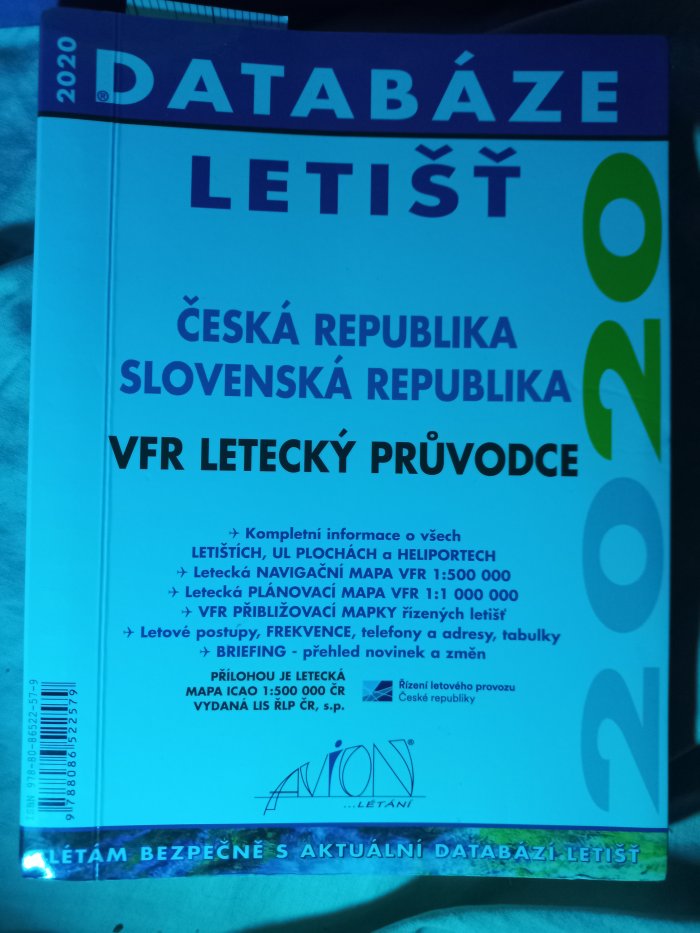 2020
DATABÁZE
®
LETIŠŤ
2020
ČESKÁ REPUBLIKA
SLOVENSKÁ REPUBLIKA
VFR LETECKÝ PRŮVODCE
✈ Kompletní informace o všech
LETIŠTÍCH, UL PLOCHÁCH a HELIPORTECH
✈ Letecká NAVIGAČNÍ MAPA VFR 1:500 000
✈ Letecká PLÁNOVACÍ MAPA VFR 1:1 000 000
✈ VFR PŘIBLIŽOVACÍ MAPKY řízených letišť
✈ Letové postupy, FREKVENCE, telefony a adresy, tabulky
✈ BRIEFING - přehled novinek a změn
PŘÍLOHOU JE LETECKÁ
MAPA ICAO 1:500 000 ČR
VYDANÁ LIS ŘLP ČR, s.p.
Řízení letového provozu
České republiky
ISBN 978-80-86522-57-9
9 788086 522579
AVION®
...LÉTÁNÍ
LÉTÁM BEZPEČNĚ S AKTUÁLNÍ DATABÁZÍ LETIŠŤ